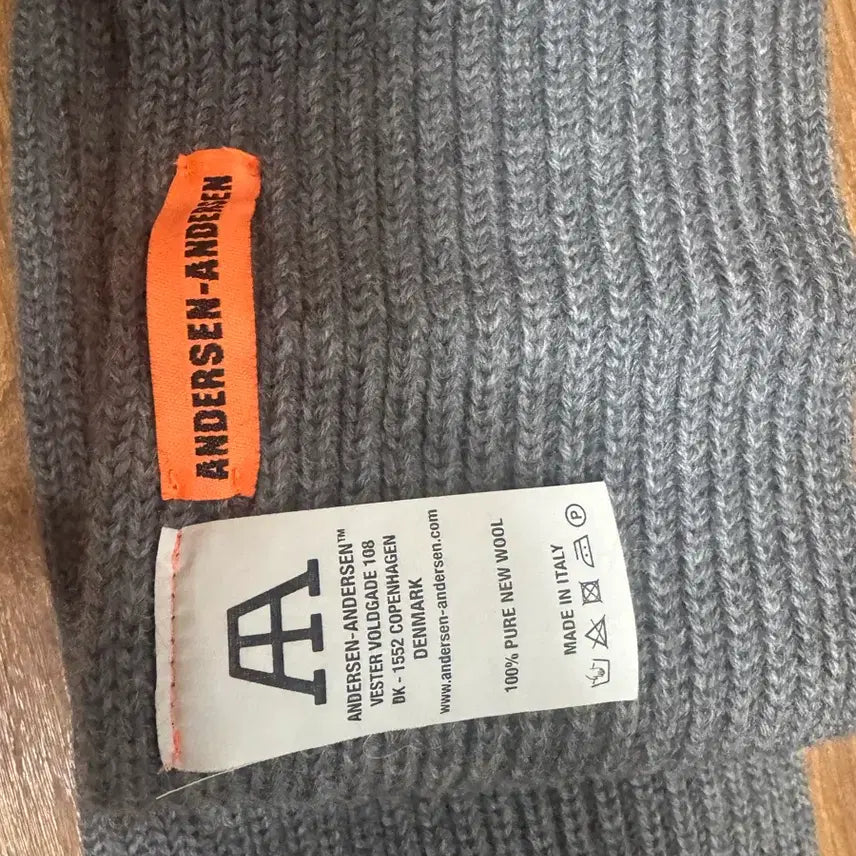 ANDERSEN-ANDERSEN
AA
ANDERSEN-ANDERSEN™
VESTER VOLDGADE 108
DK - 1552 COPENHAGEN
DENMARK
www.andersen-andersen.com
100% PURE NEW WOOL
MADE IN ITALY
P